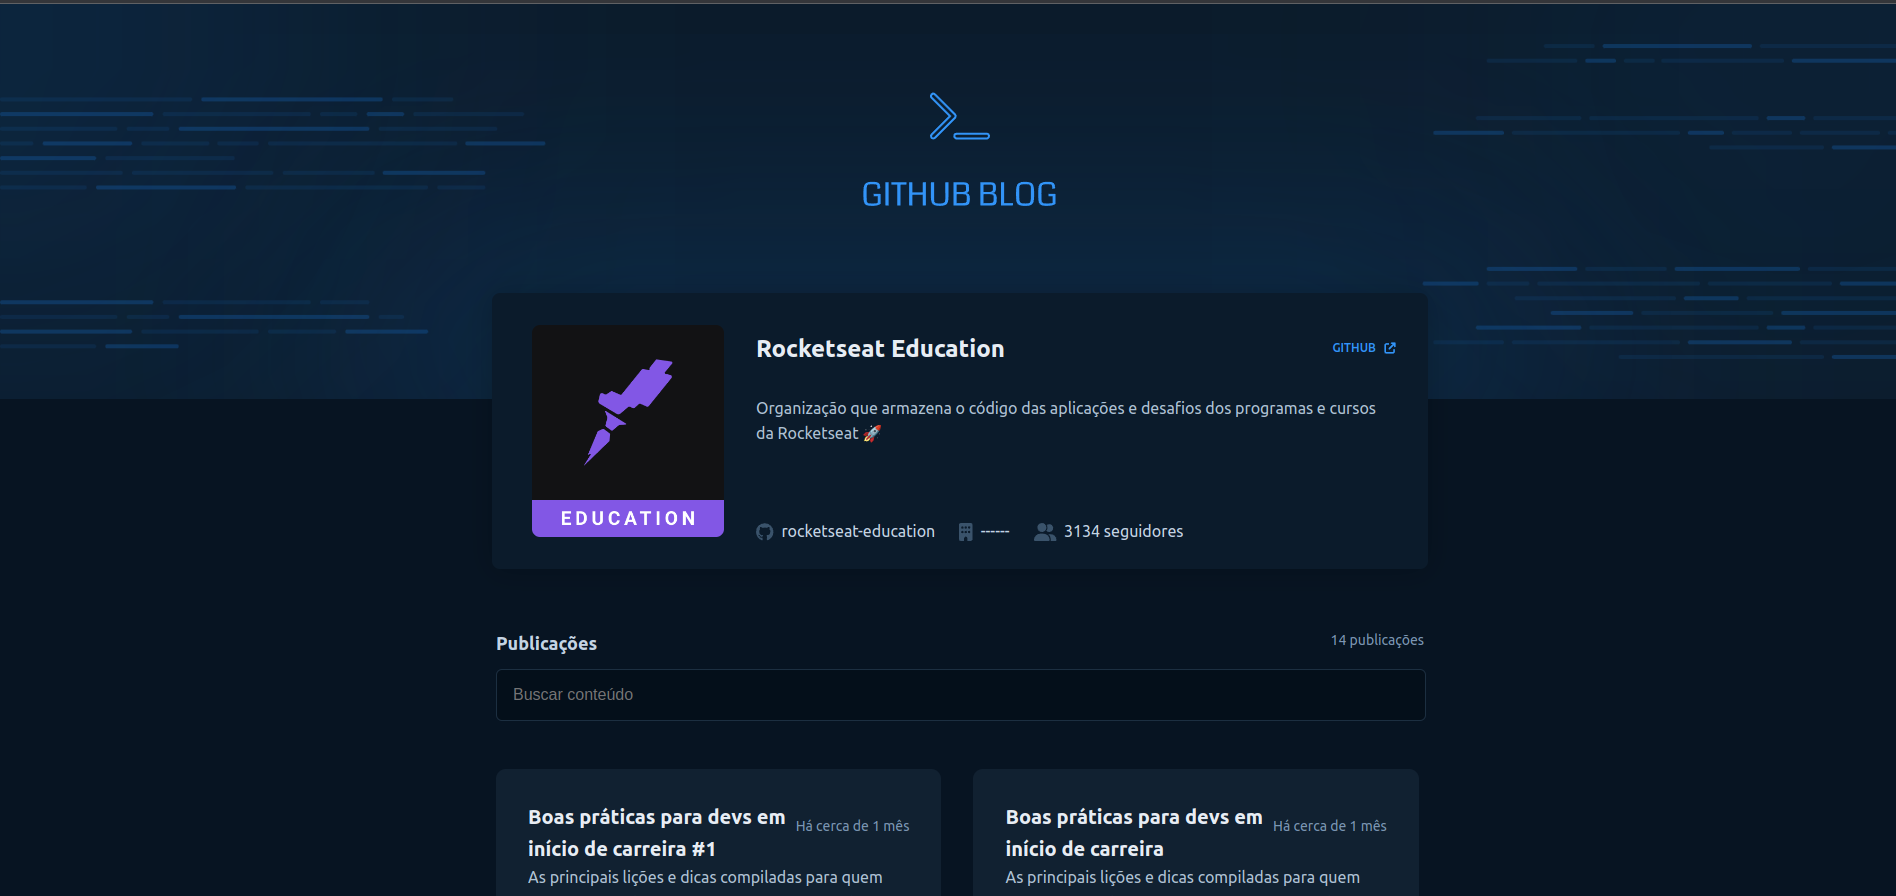 GITHUB BLOG
EDUCATION
Rocketseat Education
GITHUB
Organização que armazena o código das aplicações e desafios dos programas e cursos
da Rocketseat 🚀
rocketseat-education ------ 3134 seguidores
Publicações
14 publicações
Buscar conteúdo
Boas práticas para devs em
Há cerca de 1 mês
início de carreira #1
As principais lições e dicas compiladas para quem
Boas práticas para devs em
Há cerca de 1 mês
início de carreira
As principais lições e dicas compiladas para quem